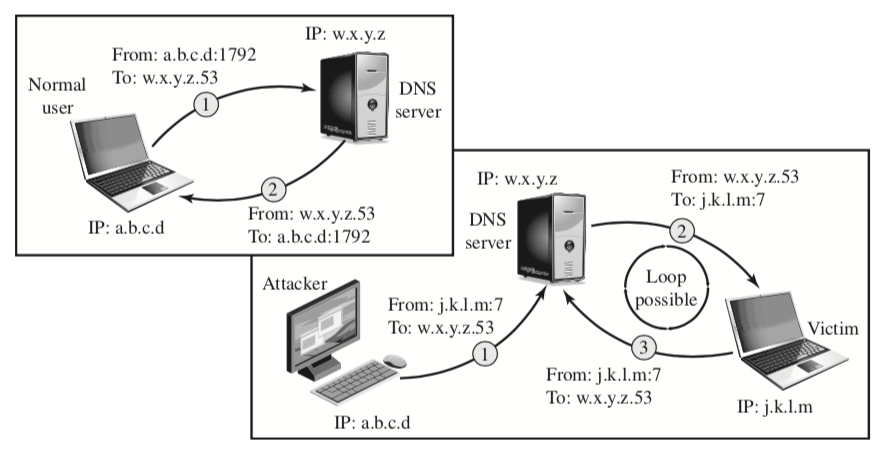 IP: w.x.y.z
From: a.b.c.d:1792
To: w.x.y.z.53
Normal
user
1
DNS
server
2
From: w.x.y.z.53
To: a.b.c.d:1792
IP: a.b.c.d
IP: w.x.y.z
DNS
server
From: w.x.y.z.53
To: j.k.l.m:7
2
Loop
possible
Attacker
From: j.k.l.m:7
To: w.x.y.z.53
1
Victim
3
From: j.k.l.m:7
To: w.x.y.z.53
IP: j.k.l.m
IP: a.b.c.d